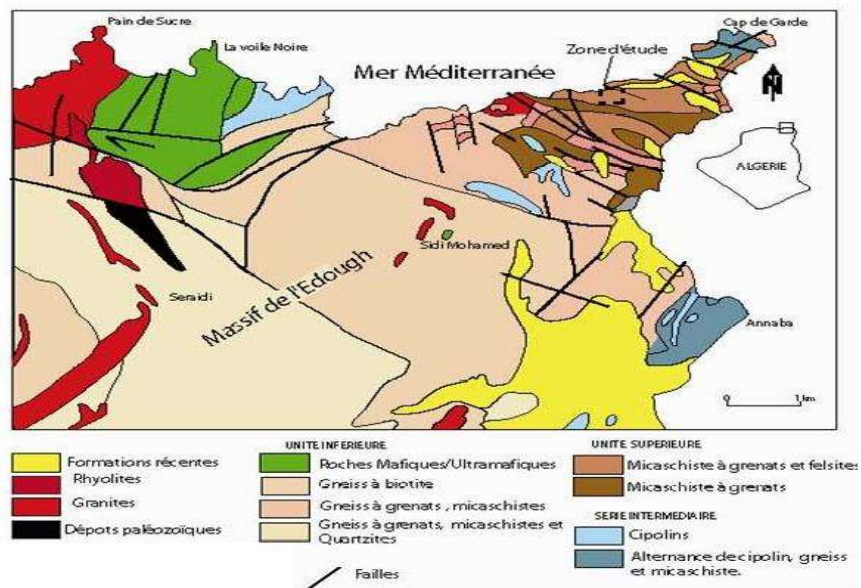 Pain de Sucre
La voile Noire
Cap de Garde
Zone d'étude
Mer Méditerranée
N
ALGERIE
Sidi Mohamed
Massif de l'Edough
Seraidi
Annaba
0 1 km
Formations récentes
Rhyolites
Granites
Dépots paléozoïques
UNITE INFERIEURE
Roches Mafiques/Ultramafiques
Gneiss à biotite
Gneiss à grenats, micaschistes
Gneiss à grenats, micaschistes et
Quartzites
Failles
UNITE SUPERIEURE
Micaschiste à grenats et felsites
Micaschiste à grenats
SERIE INTERMEDIAIRE
Cipolins
Alternance de cipolin, gneiss
et micaschiste.